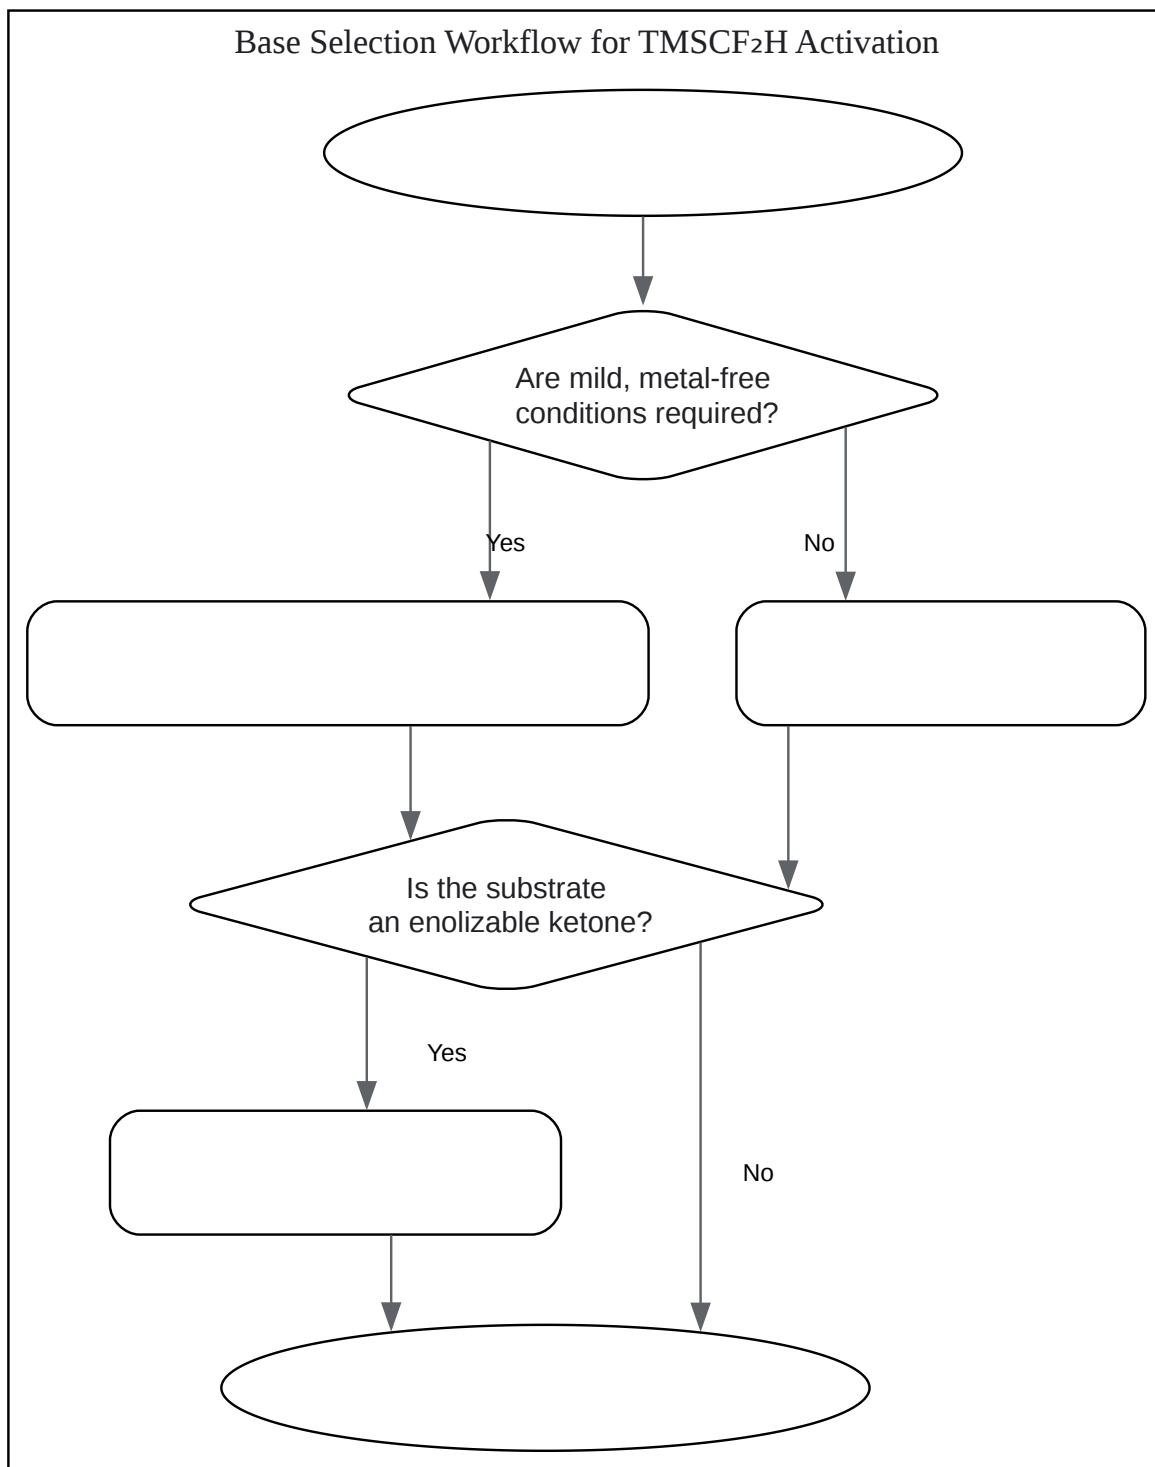 Base Selection Workflow for TMSCF₂H Activation
Are mild, metal-free
conditions required?
Yes
No
Is the substrate
an enolizable ketone?
Yes
No